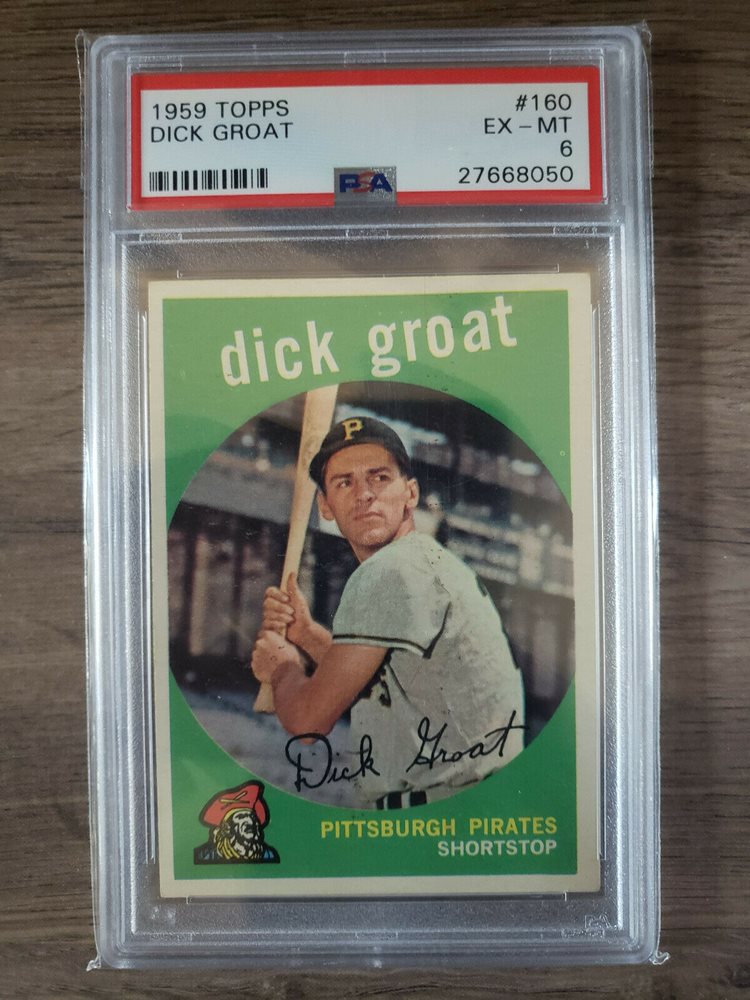 1959 TOPPS #160
DICK GROAT EX - MT
6
PSA 27668050
dick groat
P
Dick Groat
PITTSBURGH PIRATES
SHORTSTOP